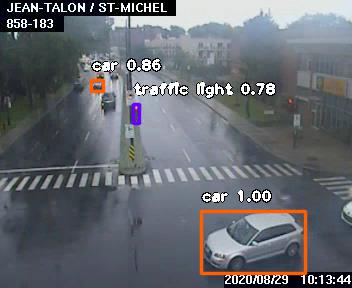 JEAN-TALON / ST-MICHEL
858-183
car 0.86
traffic light 0.78
car 1.00
2020/08/29 10:13:44